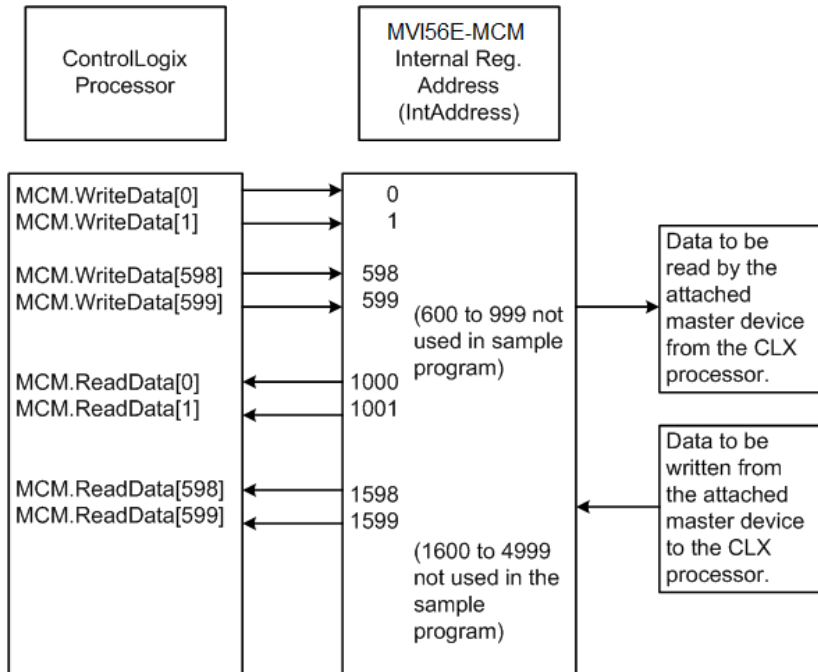 ControlLogix
Processor
MVI56E-MCM
Internal Reg.
Address
(IntAddress)
MCM.WriteData[0]
MCM.WriteData[1]
MCM.WriteData[598]
MCM.WriteData[599]
MCM.ReadData[0]
MCM.ReadData[1]
MCM.ReadData[598]
MCM.ReadData[599]
0
1
598
599
(600 to 999 not
used in sample
program)
1000
1001
1598
1599
(1600 to 4999
not used in the
sample
program)
Data to be
read by the
attached
master device
from the CLX
processor.
Data to be
written from
the attached
master device
to the CLX
processor.